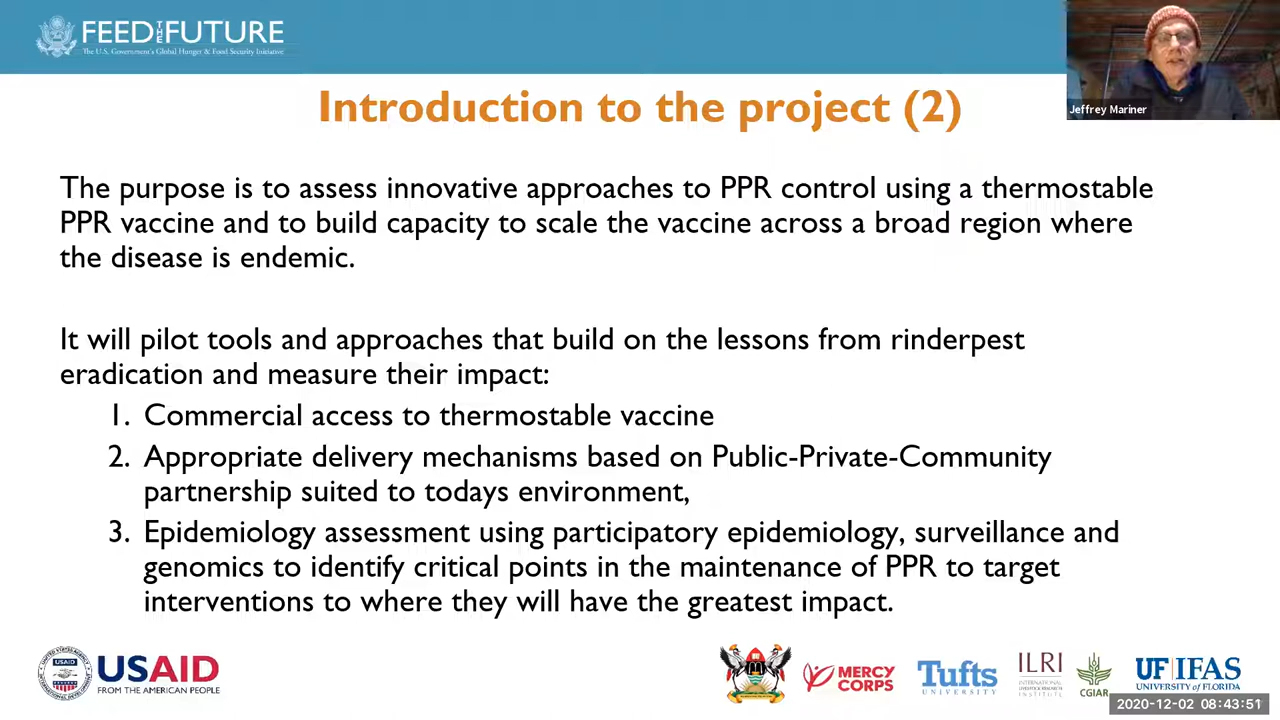 FEED THE FUTURE
The U.S. Government's Global Hunger & Food Security Initiative
Jeffrey Mariner
Introduction to the project (2)
The purpose is to assess innovative approaches to PPR control using a thermostable
PPR vaccine and to build capacity to scale the vaccine across a broad region where
the disease is endemic.
It will pilot tools and approaches that build on the lessons from rinderpest
eradication and measure their impact:
1. Commercial access to thermostable vaccine
2. Appropriate delivery mechanisms based on Public-Private-Community
partnership suited to todays environment,
3. Epidemiology assessment using participatory epidemiology, surveillance and
genomics to identify critical points in the maintenance of PPR to target
interventions to where they will have the greatest impact.
USAID
USAID
FROM THE AMERICAN PEOPLE
MERCY
CORPS
Tufts
UNIVERSITY
ILRI
INTERNATIONAL
LIVESTOCK RESEARCH
INSTITUTE
CGIAR
UF|IFAS
UNIVERSITY of FLORIDA
2020-12-02 08:43:51